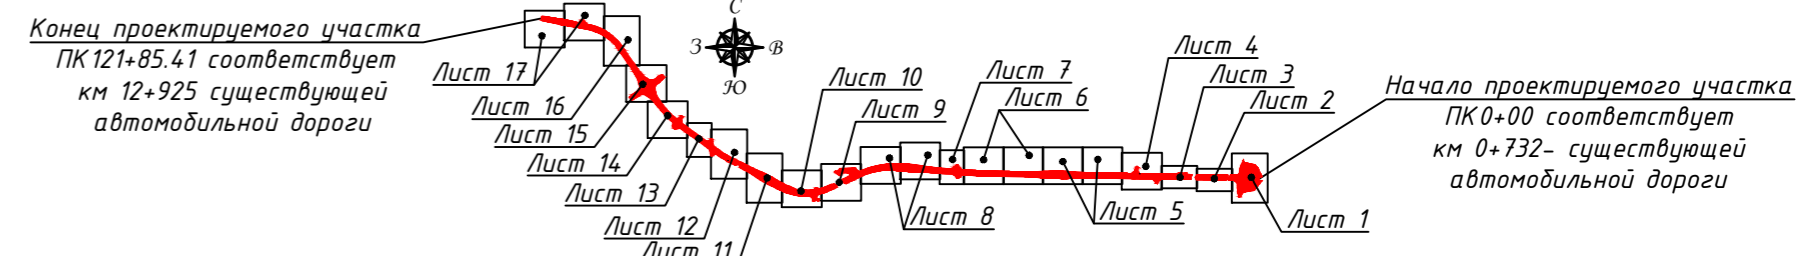 Конец проектируемого участка
ПК121+85.41 соответствует
км 12+925 существующей
автомобильной дороги
Лист 17
Лист 16
Лист 15
Лист 14
Лист 13
Лист 12
Лист 11
С
З
В
Ю
Лист 10
Лист 9
Лист 8
Лист 7
Лист 6
Лист 5
Лист 4
Лист 3
Лист 2
Лист 1
Начало проектируемого участка
ПК0+00 соответствует
км 0+732- существующей
автомобильной дороги